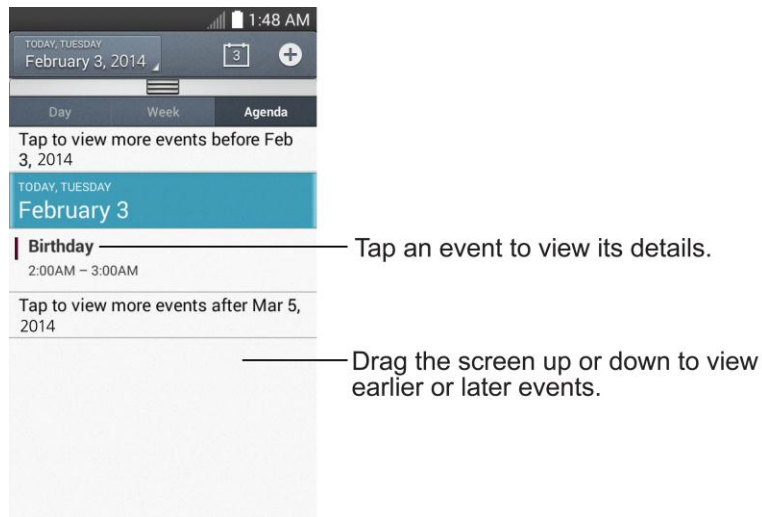 1:48 AM
TODAY, TUESDAY
February 3, 2014
3
Day Week Agenda
Tap to view more events before Feb
3, 2014
TODAY, TUESDAY
February 3
Birthday
Tap an event to view its details.
2:00AM – 3:00AM
Tap to view more events after Mar 5,
2014
Drag the screen up or down to view
earlier or later events.